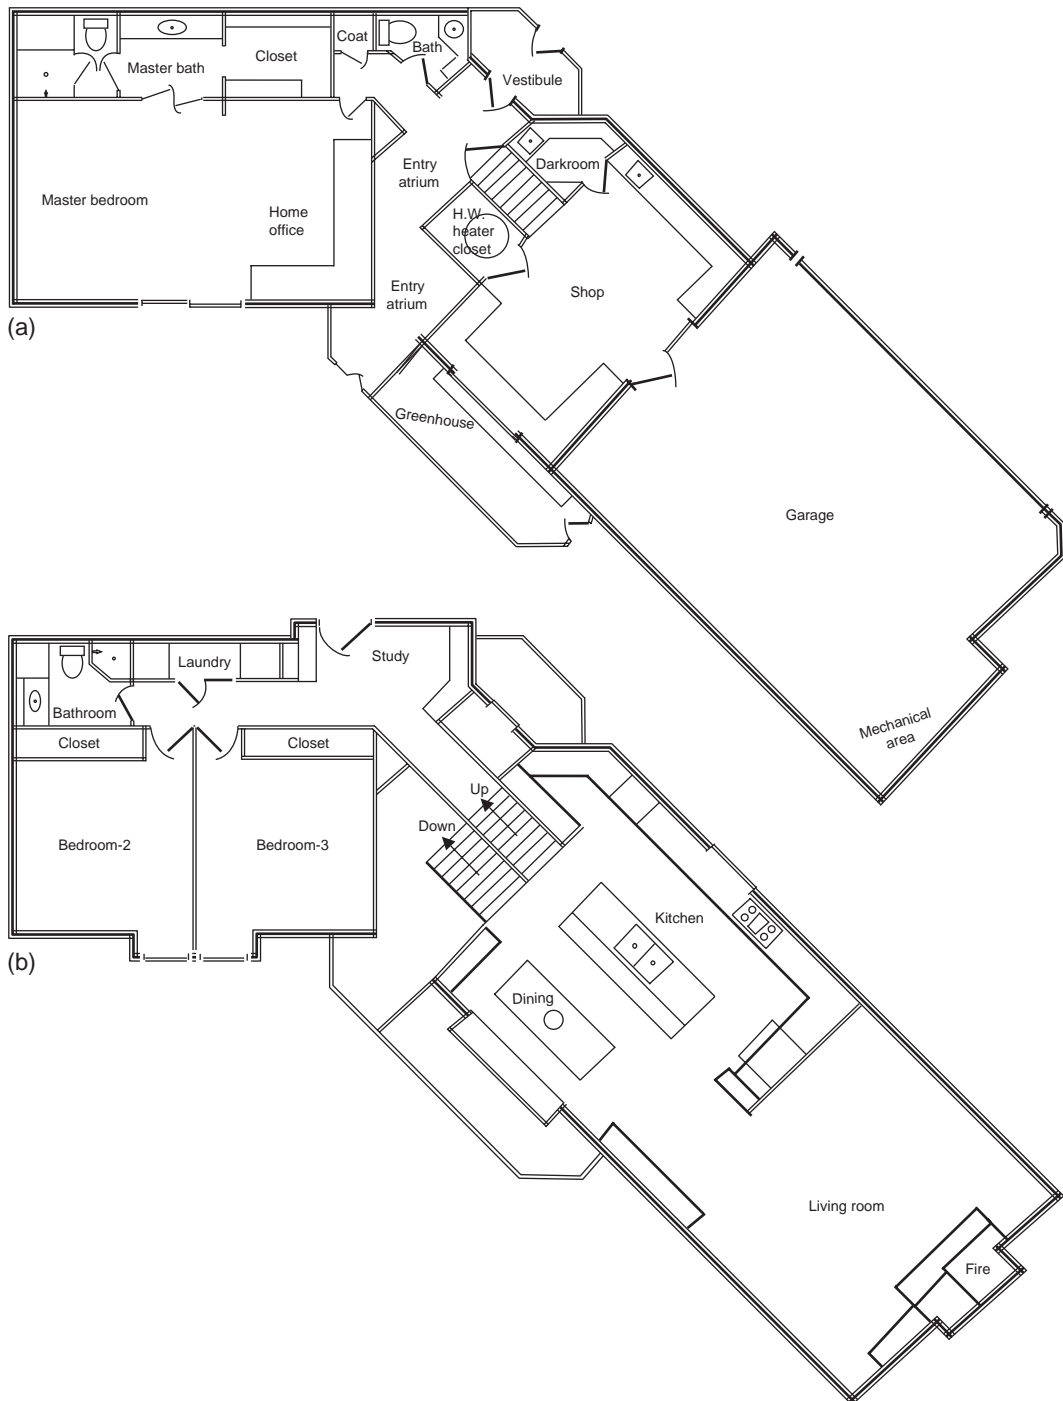 Coat
Bath
Closet
Master bath
Vestibule
Entry
atrium
Darkroom
Master bedroom
Home
office
H.W.
heater
closet
Entry
atrium
Shop
(a)
Greenhouse
Garage
Mechanical
area
Laundry
Study
Bathroom
Closet
Closet
Up
Down
Bedroom-2
Bedroom-3
Kitchen
(b)
Dining
Living room
Fire